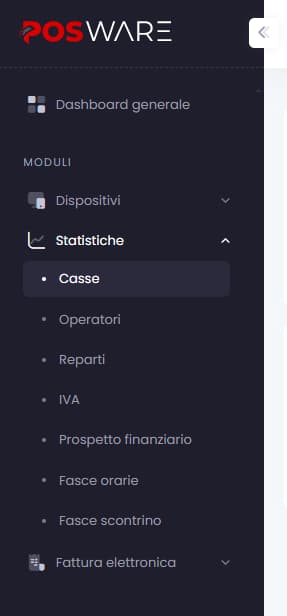 POSWARE
Dashboard generale
MODULI
Dispositivi
Statistiche
Casse
Operatori
Reparti
IVA
Prospetto finanziario
Fasce orarie
Fasce scontrino
Fattura elettronica